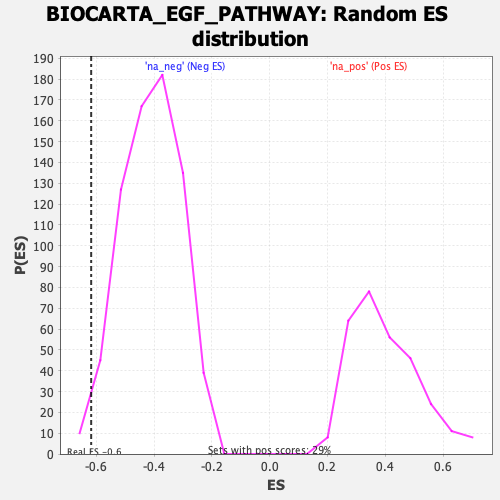 BIOCARTA_EGF_PATHWAY: Random ES
distribution
'na_neg' (Neg ES)
'na_pos' (Pos ES)
190
180
170
160
150
140
130
120
110
100
90
80
70
60
50
40
30
20
10
0
P(ES)
Real ES -0.6
Sets with pos scores: 29%
-0.6 -0.4 -0.2 0.0 0.2 0.4 0.6
ES